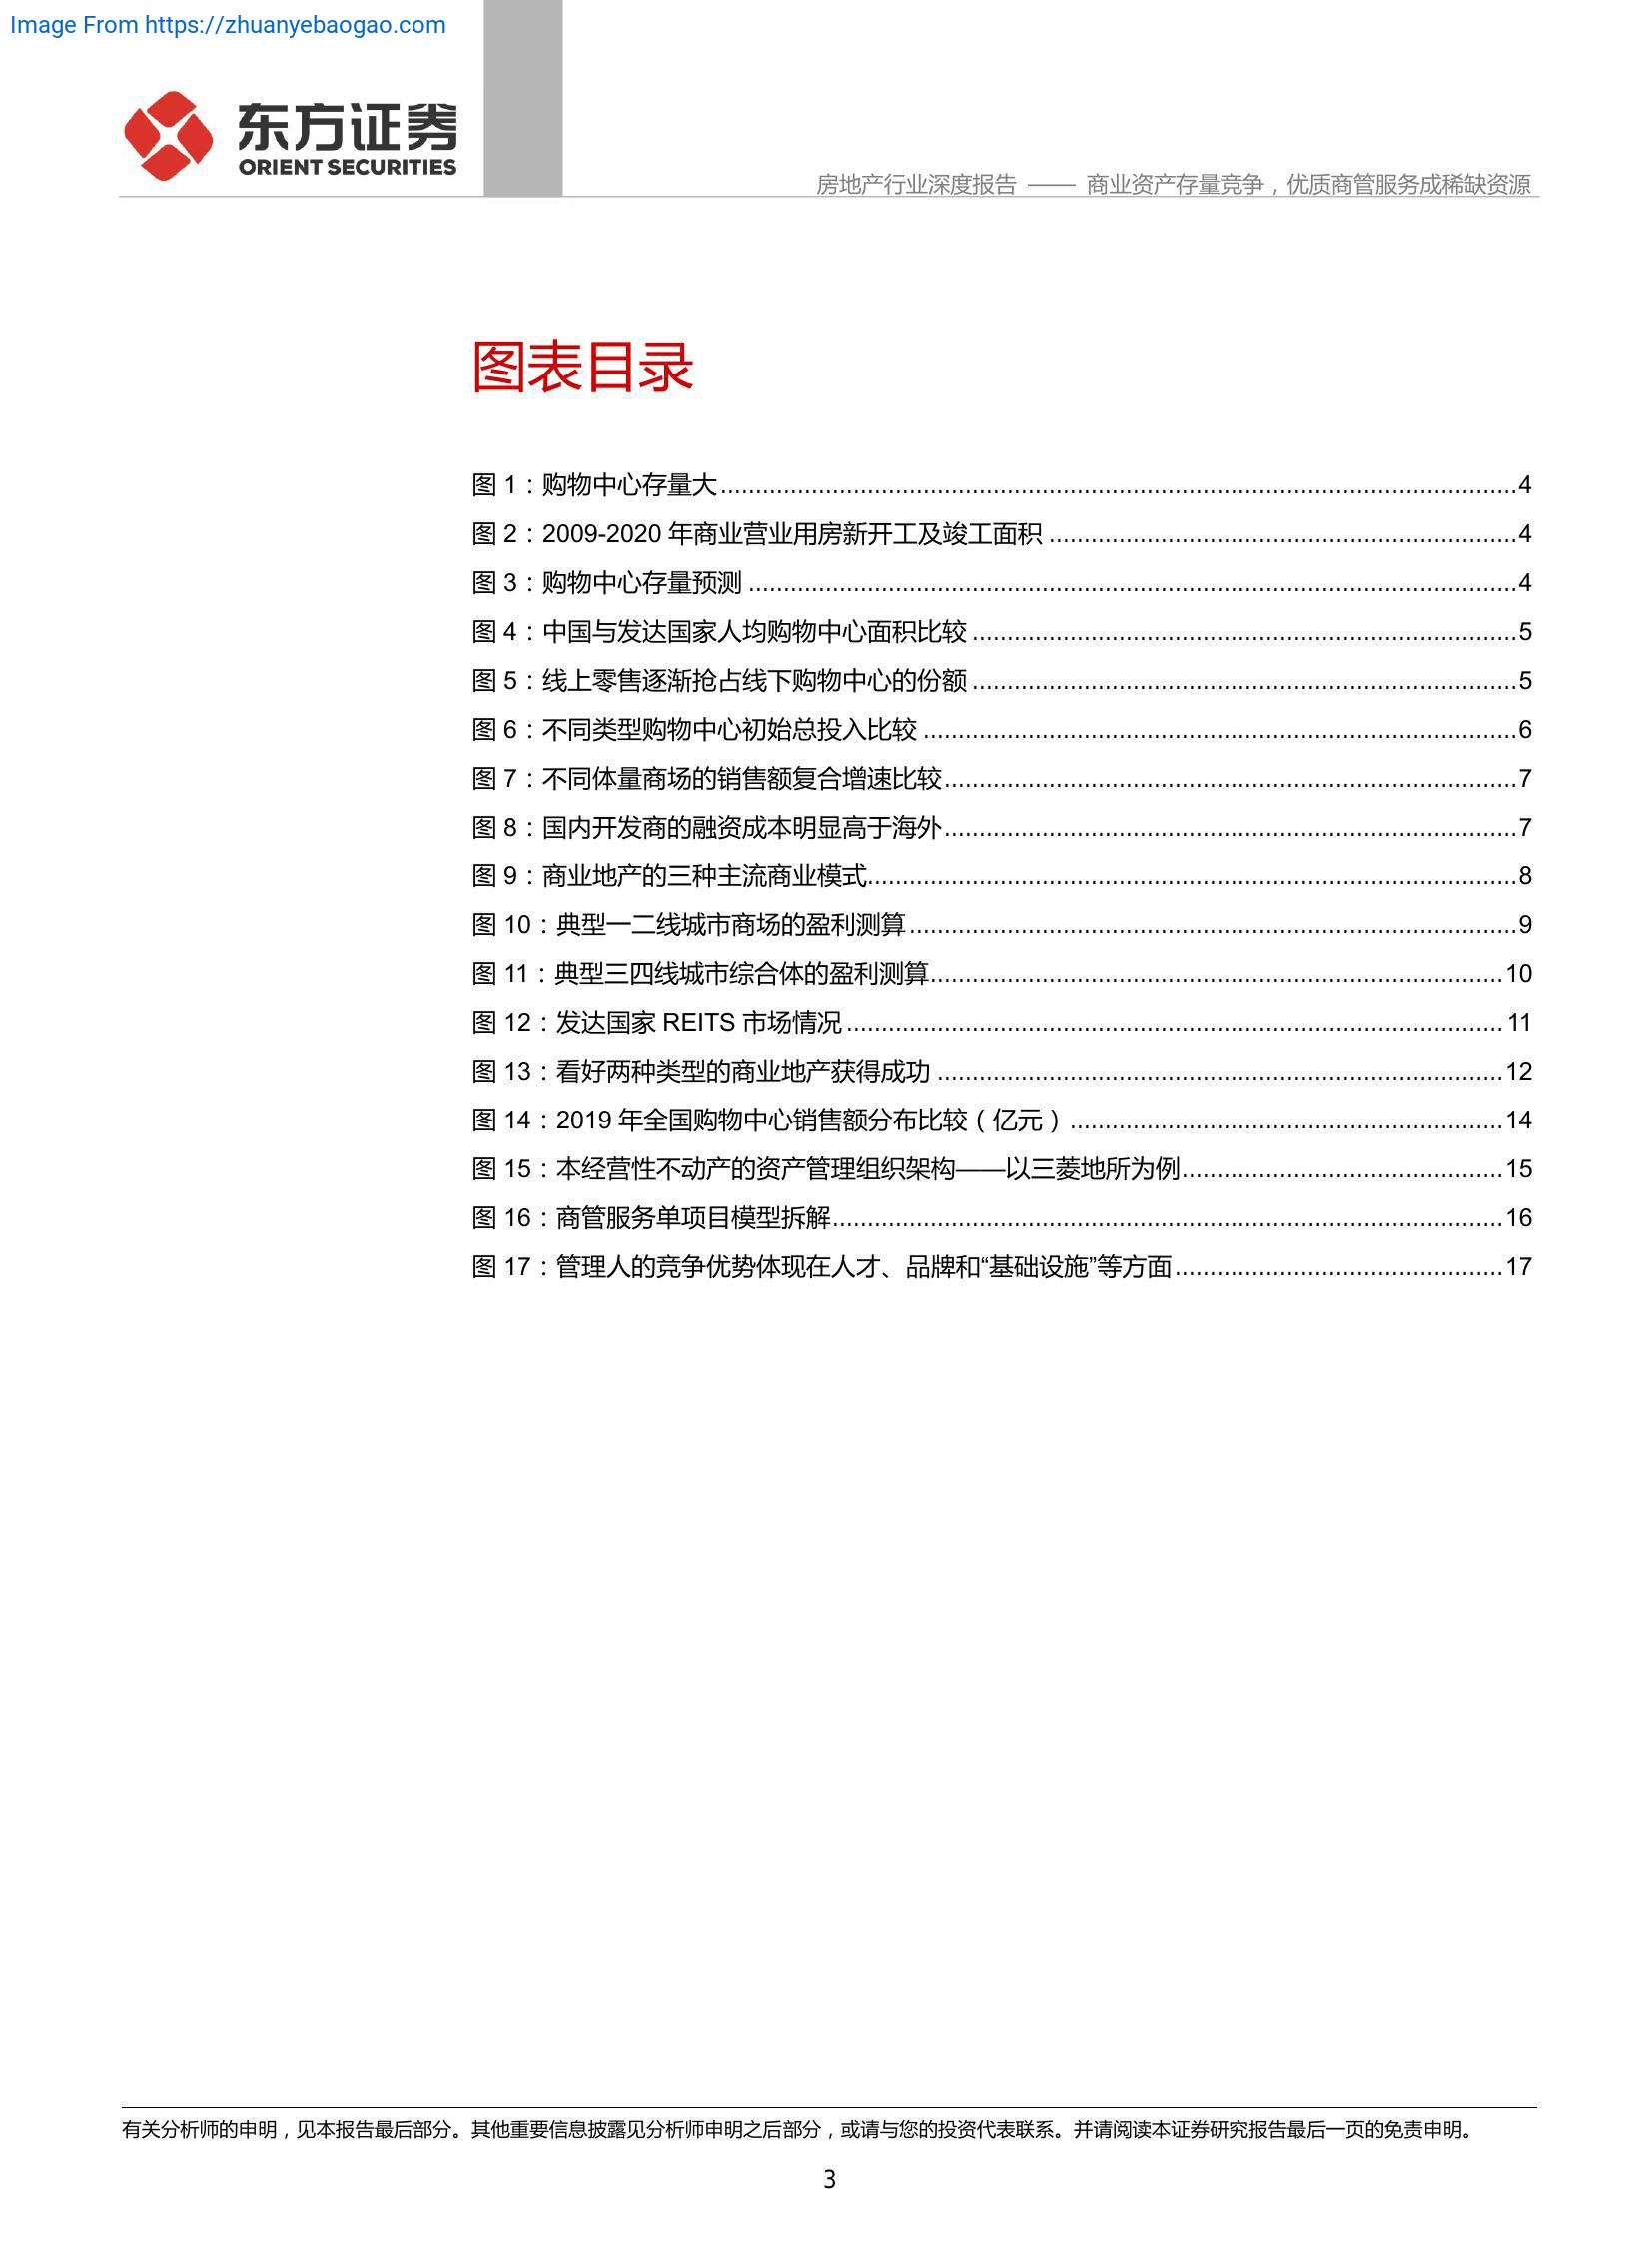 Image From https://zhuanyebaogao.com
东方证券
ORIENT SECURITIES
房地产行业深度报告 —— 商业资产存量竞争，优质商管服务成稀缺资源
图表目录
图 1：购物中心存量大........................................4
图 2：2009-2020 年商业营业用房新开工及竣工面积 ........................................4
图 3：购物中心存量预测 ........................................4
图 4：中国与发达国家人均购物中心面积比较 ........................................5
图 5：线上零售逐渐抢占线下购物中心的份额 ........................................5
图 6：不同类型购物中心初始总投入比较 ........................................6
图 7：不同体量商场的销售额复合增速比较........................................7
图 8：国内开发商的融资成本明显高于海外........................................7
图 9：商业地产的三种主流商业模式........................................8
图 10：典型一二线城市商场的盈利测算 ........................................9
图 11：典型三四线城市综合体的盈利测算........................................10
图 12：发达国家 REITS 市场情况 ........................................11
图 13：看好两种类型的商业地产获得成功 ........................................12
图 14：2019 年全国购物中心销售额分布比较（亿元）........................................14
图 15：本经营性不动产的资产管理组织架构——以三菱地所为例........................................15
图 16：商管服务单项目模型拆解........................................16
图 17：管理人的竞争优势体现在人才、品牌和“基础设施”等方面........................................17
有关分析师的申明，见本报告最后部分。其他重要信息披露见分析师申明之后部分，或请与您的投资代表联系。并请阅读本证券研究报告最后一页的免责申明。
3